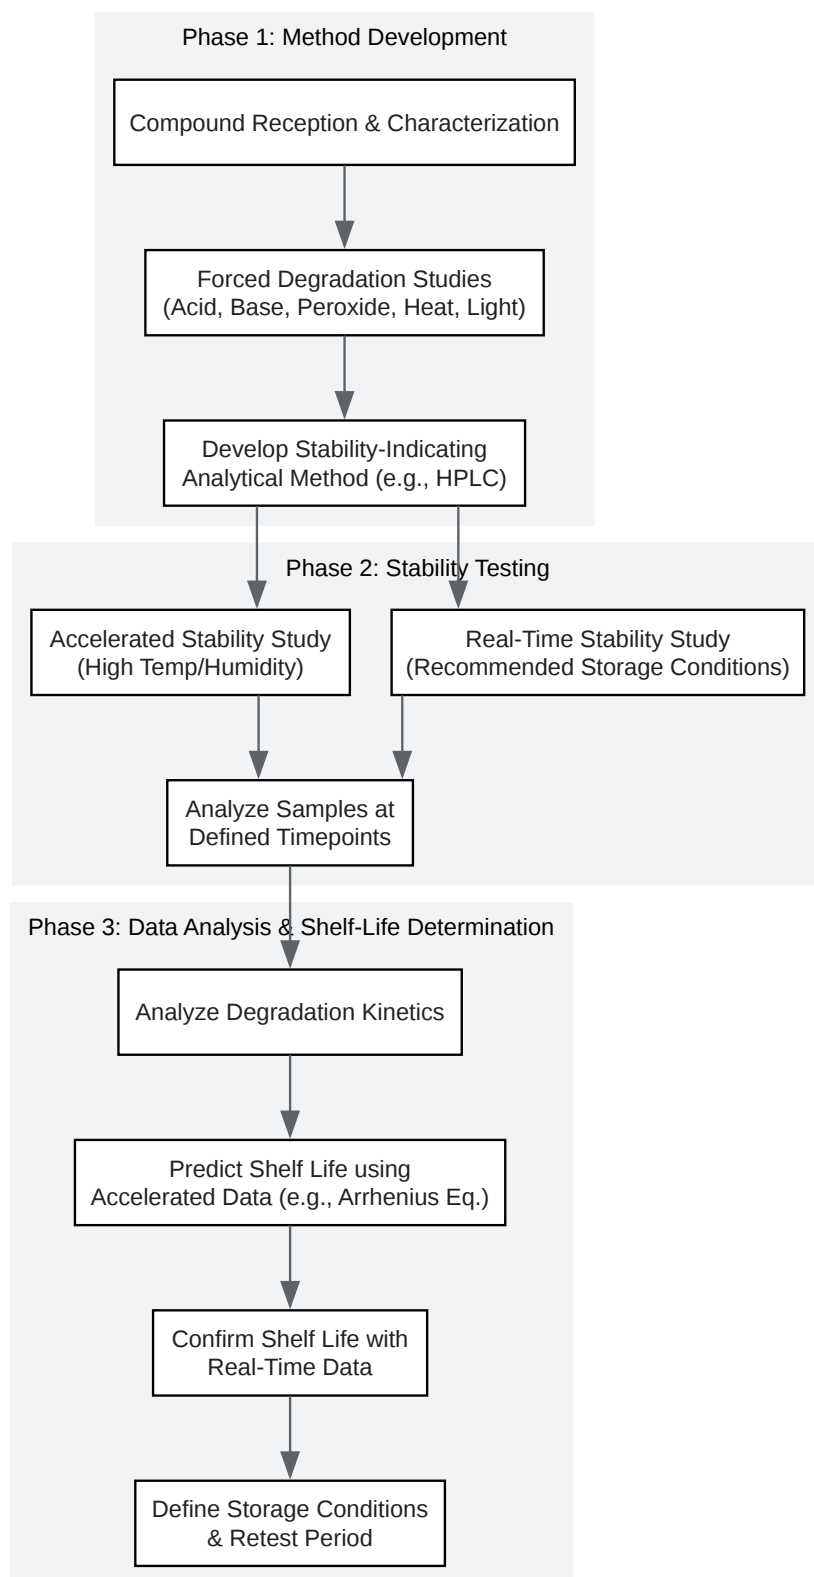 Phase 1: Method Development
Compound Reception & Characterization
Forced Degradation Studies
(Acid, Base, Peroxide, Heat, Light)
Develop Stability-Indicating
Analytical Method (e.g., HPLC)
Phase 2: Stability Testing
Accelerated Stability Study
(High Temp/Humidity)
Real-Time Stability Study
(Recommended Storage Conditions)
Analyze Samples at
Defined Timepoints
Phase 3: Data Analysis & Shelf-Life Determination
Analyze Degradation Kinetics
Predict Shelf Life using
Accelerated Data (e.g., Arrhenius Eq.)
Confirm Shelf Life with
Real-Time Data
Define Storage Conditions
& Retest Period